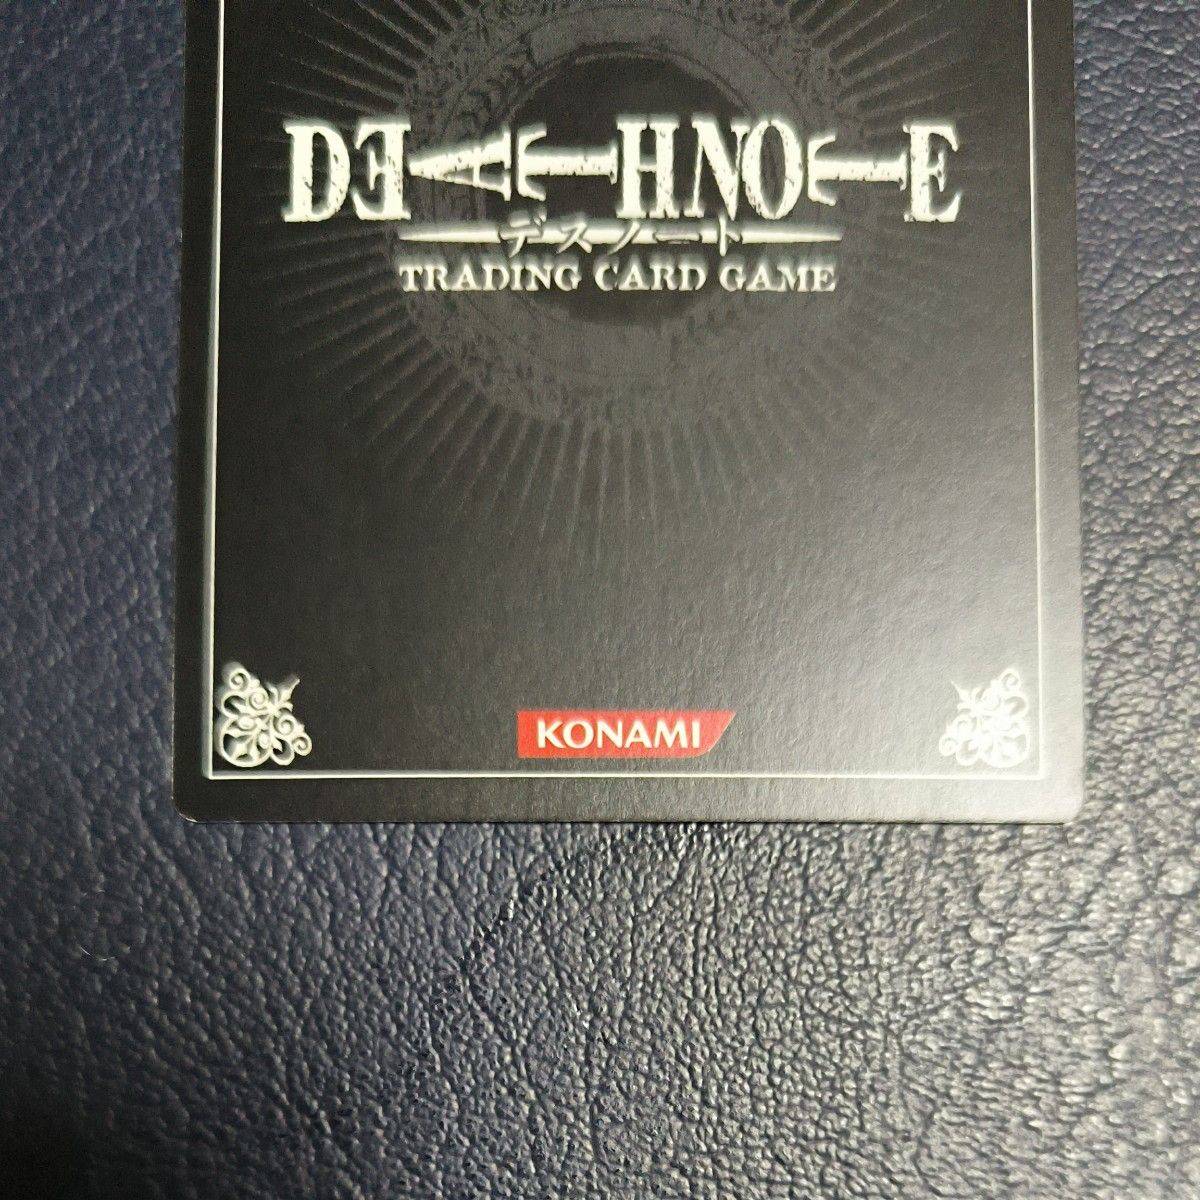 DEATH NOTE
デスノート
TRADING CARD GAME
KONAMI